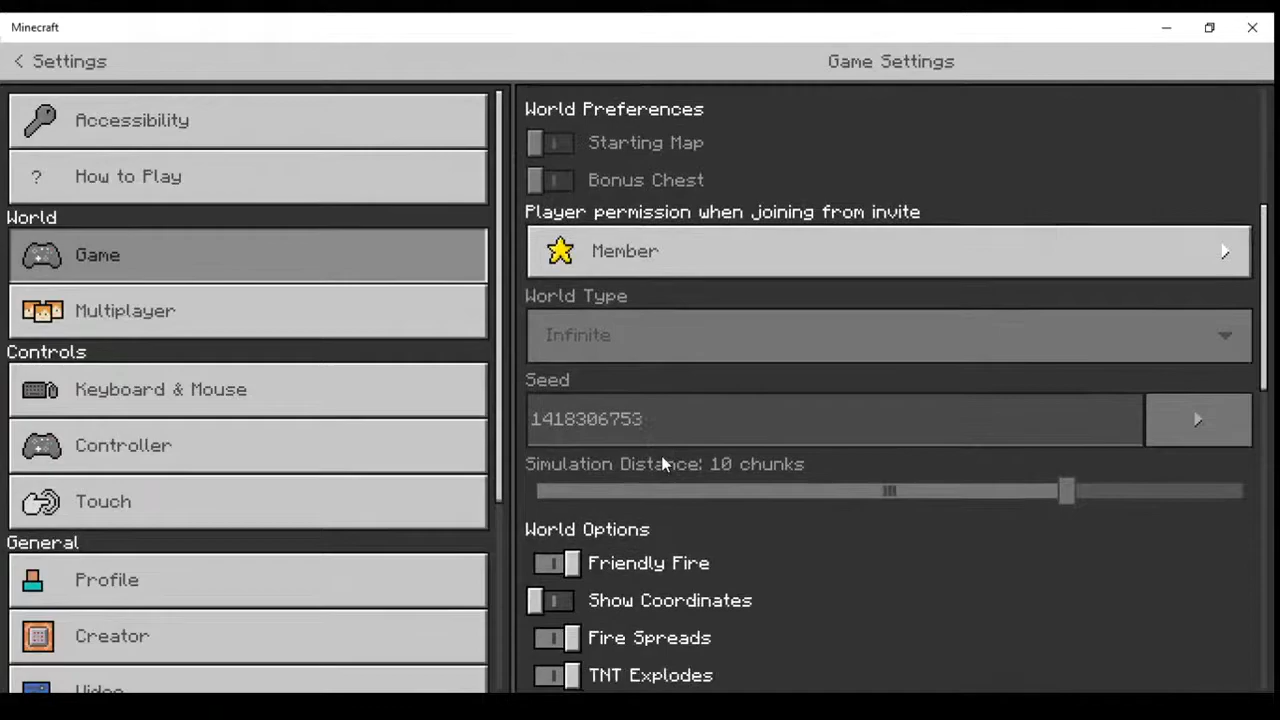 Minecraft
Settings
Game Settings
Accessibility
? How to Play
World
Game
Multiplayer
Controls
Keyboard & Mouse
Controller
Touch
General
Profile
Creator
Video
World Preferences
Starting Map
Bonus Chest
Player permission when joining from invite
Member
World Type
Infinite
Seed
1418306753
Simulation Distance: 10 chunks
World Options
Friendly Fire
Show Coordinates
Fire Spreads
TNT Explodes